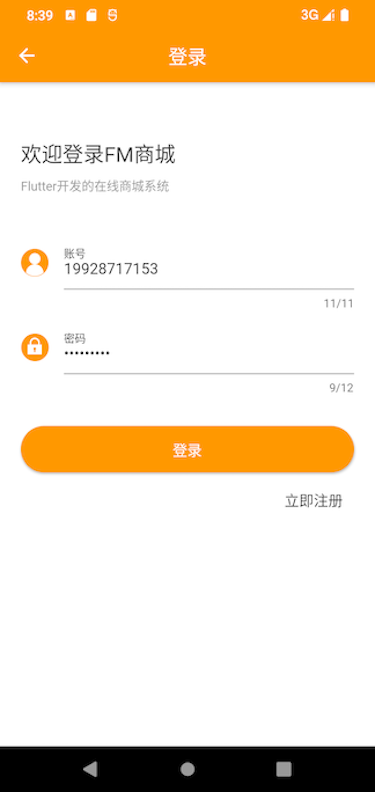 8:39
3G
登录
欢迎登录FM商城
Flutter开发的在线商城系统
账号
19928717153
11/11
密码
•••••••••
9/12
登录
立即注册